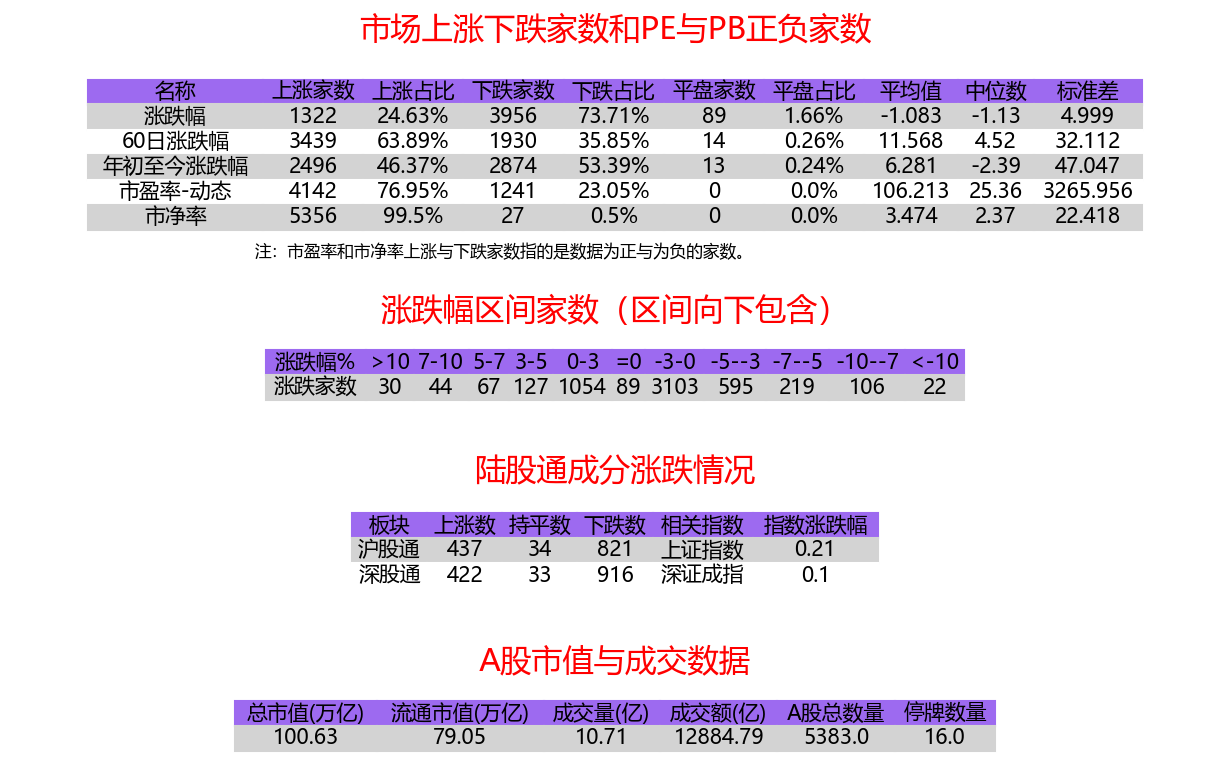 市场上涨下跌家数和PE与PB正负家数
名称 上涨家数 上涨占比 下跌家数 下跌占比 平盘家数 平盘占比 平均值 中位数 标准差
涨跌幅 1322 24.63% 3956 73.71% 89 1.66% -1.083 -1.13 4.999
60日涨跌幅 3439 63.89% 1930 35.85% 14 0.26% 11.568 4.52 32.112
年初至今涨跌幅 2496 46.37% 2874 53.39% 13 0.24% 6.281 -2.39 47.047
市盈率-动态 4142 76.95% 1241 23.05% 0 0.0% 106.213 25.36 3265.956
市净率 5356 99.5% 27 0.5% 0 0.0% 3.474 2.37 22.418
注：市盈率和市净率上涨与下跌家数指的是数据为正与为负的家数。
涨跌幅区间家数（区间向下包含）
涨跌幅% >10 7-10 5-7 3-5 0-3 =0 -3-0 -5--3 -7--5 -10--7 <-10
涨跌家数 30 44 67 127 1054 89 3103 595 219 106 22
陆股通成分涨跌情况
板块 上涨数 持平数 下跌数 相关指数 指数涨跌幅
沪股通 437 34 821 上证指数 0.21
深股通 422 33 916 深证成指 0.1
A股市值与成交数据
总市值(万亿) 流通市值(万亿) 成交量(亿) 成交额(亿) A股总数量 停牌数量
100.63 79.05 10.71 12884.79 5383.0 16.0